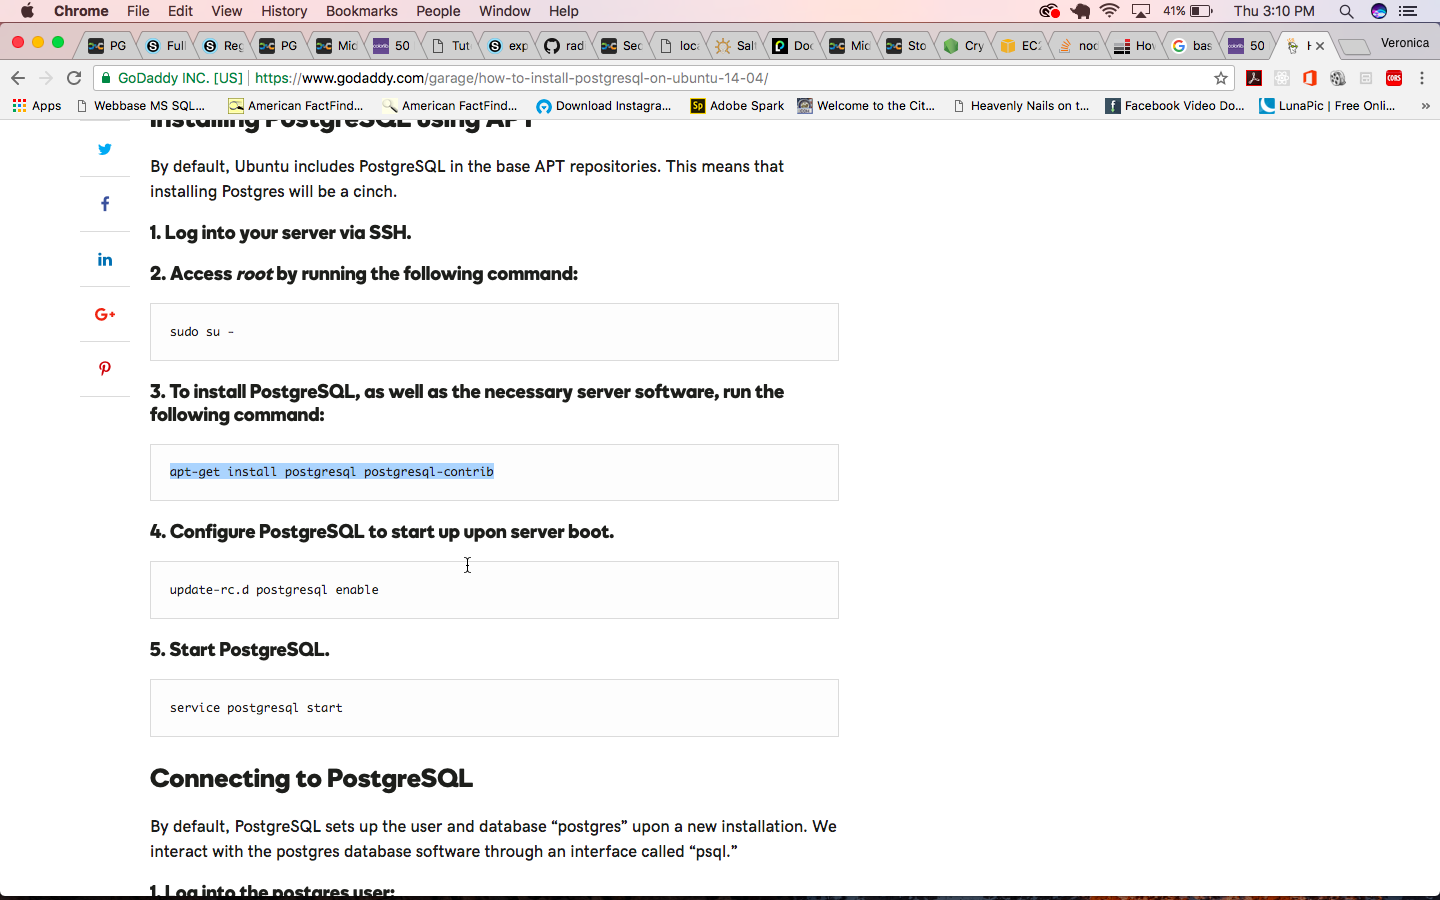 Chrome File Edit View History Bookmarks People Window Help 41% Thu 3:10 PM
PG Full Reg PG Mic 50 Tut exp rad Sec loca Salt Doc Mic Sto Cry EC2 noc Hov bas 50 H Veronica
GoDaddy INC. [US] https://www.godaddy.com/garage/how-to-install-postgresql-on-ubuntu-14-04/
Apps Webbase MS SQL... American FactFind... American FactFind... Download Instagra... Sp Adobe Spark Welcome to the Cit... Heavenly Nails on t... Facebook Video Do... LunaPic | Free Onli... »
Installing PostgreSQL using APT
By default, Ubuntu includes PostgreSQL in the base APT repositories. This means that
installing Postgres will be a cinch.
1. Log into your server via SSH.
2. Access root by running the following command:
sudo su -
3. To install PostgreSQL, as well as the necessary server software, run the
following command:
apt-get install postgresql postgresql-contrib
4. Configure PostgreSQL to start up upon server boot.
update-rc.d postgresql enable
5. Start PostgreSQL.
service postgresql start
Connecting to PostgreSQL
By default, PostgreSQL sets up the user and database “postgres” upon a new installation. We
interact with the postgres database software through an interface called “psql.”
1. Log into the postgres user: